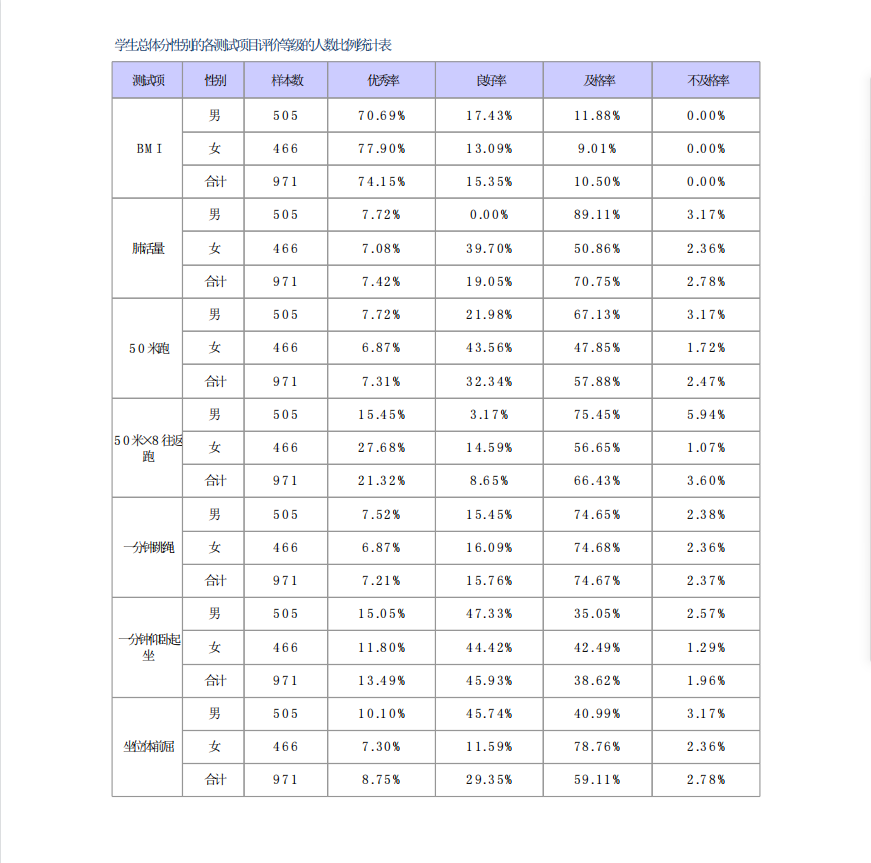 学生总体分性别的各测试项目评价等级的人数比例统计表
测试项 性别 样本数 优秀率 良好率 及格率 不及格率
BMI 男 505 70.69% 17.43% 11.88% 0.00%
女 466 77.90% 13.09% 9.01% 0.00%
合计 971 74.15% 15.35% 10.50% 0.00%
肺活量 男 505 7.72% 0.00% 89.11% 3.17%
女 466 7.08% 39.70% 50.86% 2.36%
合计 971 7.42% 19.05% 70.75% 2.78%
50米跑 男 505 7.72% 21.98% 67.13% 3.17%
女 466 6.87% 43.56% 47.85% 1.72%
合计 971 7.31% 32.34% 57.88% 2.47%
50米×8往返跑 男 505 15.45% 3.17% 75.45% 5.94%
女 466 27.68% 14.59% 56.65% 1.07%
合计 971 21.32% 8.65% 66.43% 3.60%
一分钟跳绳 男 505 7.52% 15.45% 74.65% 2.38%
女 466 6.87% 16.09% 74.68% 2.36%
合计 971 7.21% 15.76% 74.67% 2.37%
一分钟仰卧起坐 男 505 15.05% 47.33% 35.05% 2.57%
女 466 11.80% 44.42% 42.49% 1.29%
合计 971 13.49% 45.93% 38.62% 1.96%
坐位体前屈 男 505 10.10% 45.74% 40.99% 3.17%
女 466 7.30% 11.59% 78.76% 2.36%
合计 971 8.75% 29.35% 59.11% 2.78%